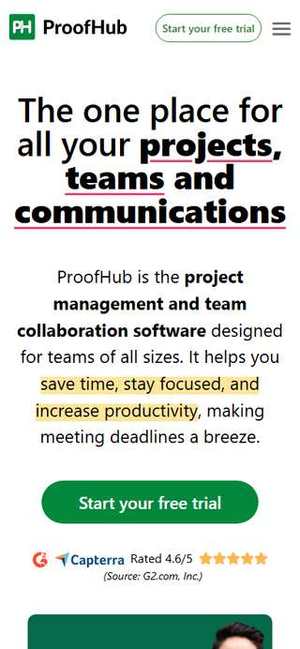 PH ProofHub
Start your free trial
The one place for
all your projects,
teams and
communications
ProofHub is the project
management and team
collaboration software designed
for teams of all sizes. It helps you
save time, stay focused, and
increase productivity, making
meeting deadlines a breeze.
Start your free trial
Capterra Rated 4.6/5
(Source: G2.com, Inc.)